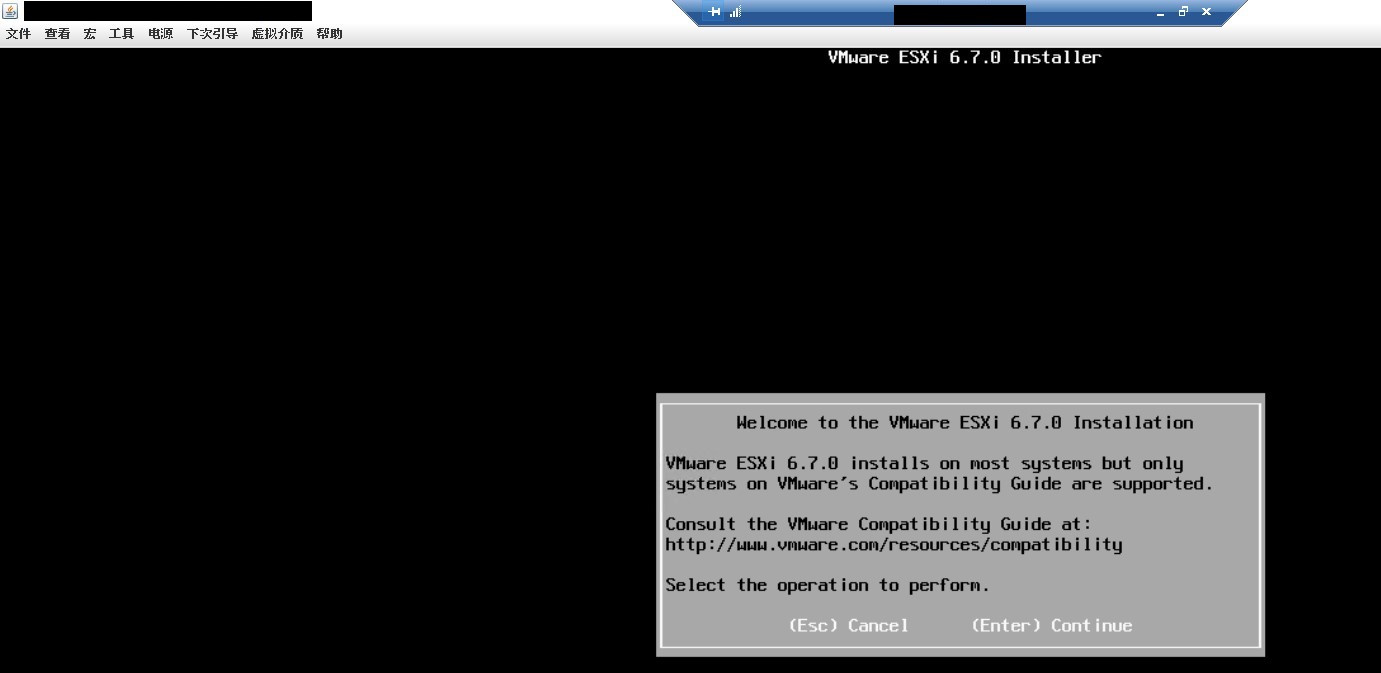 文件 查看 宏 工具 电源 下次引导 虚拟介质 帮助
VMware ESXi 6.7.0 Installer
Welcome to the VMware ESXi 6.7.0 Installation
VMware ESXi 6.7.0 installs on most systems but only
systems on VMware's Compatibility Guide are supported.
Consult the VMware Compatibility Guide at:
http://www.vmware.com/resources/compatibility
Select the operation to perform.
(Esc) Cancel (Enter) Continue